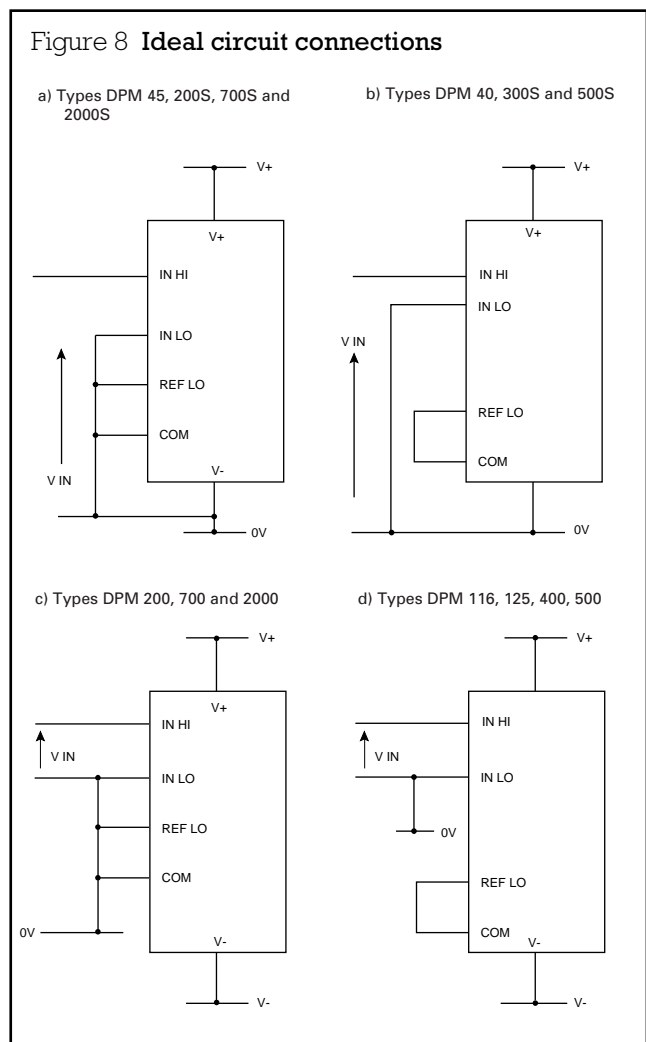 Figure 8 Ideal circuit connections
a) Types DPM 45, 200S, 700S and
2000S
V+
V+
IN HI
IN LO
REF LO
COM
V-
V IN
0V
b) Types DPM 40, 300S and 500S
V+
V+
IN HI
IN LO
V IN
REF LO
COM
0V
c) Types DPM 200, 700 and 2000
V+
V+
IN HI
V IN
IN LO
REF LO
COM
0V
V-
V-
d) Types DPM 116, 125, 400, 500
V+
IN HI
V IN
IN LO
0V
REF LO
COM
V-
V-